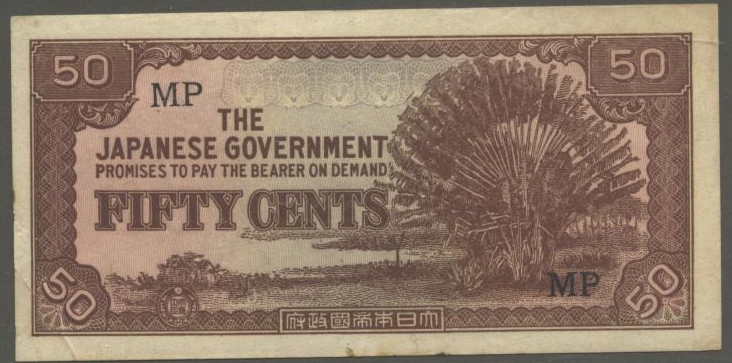 50 50
MP
THE
JAPANESE GOVERNMENT
PROMISES TO PAY THE BEARER ON DEMAND
FIFTY CENTS
MP
50 50
府政國帝本日大